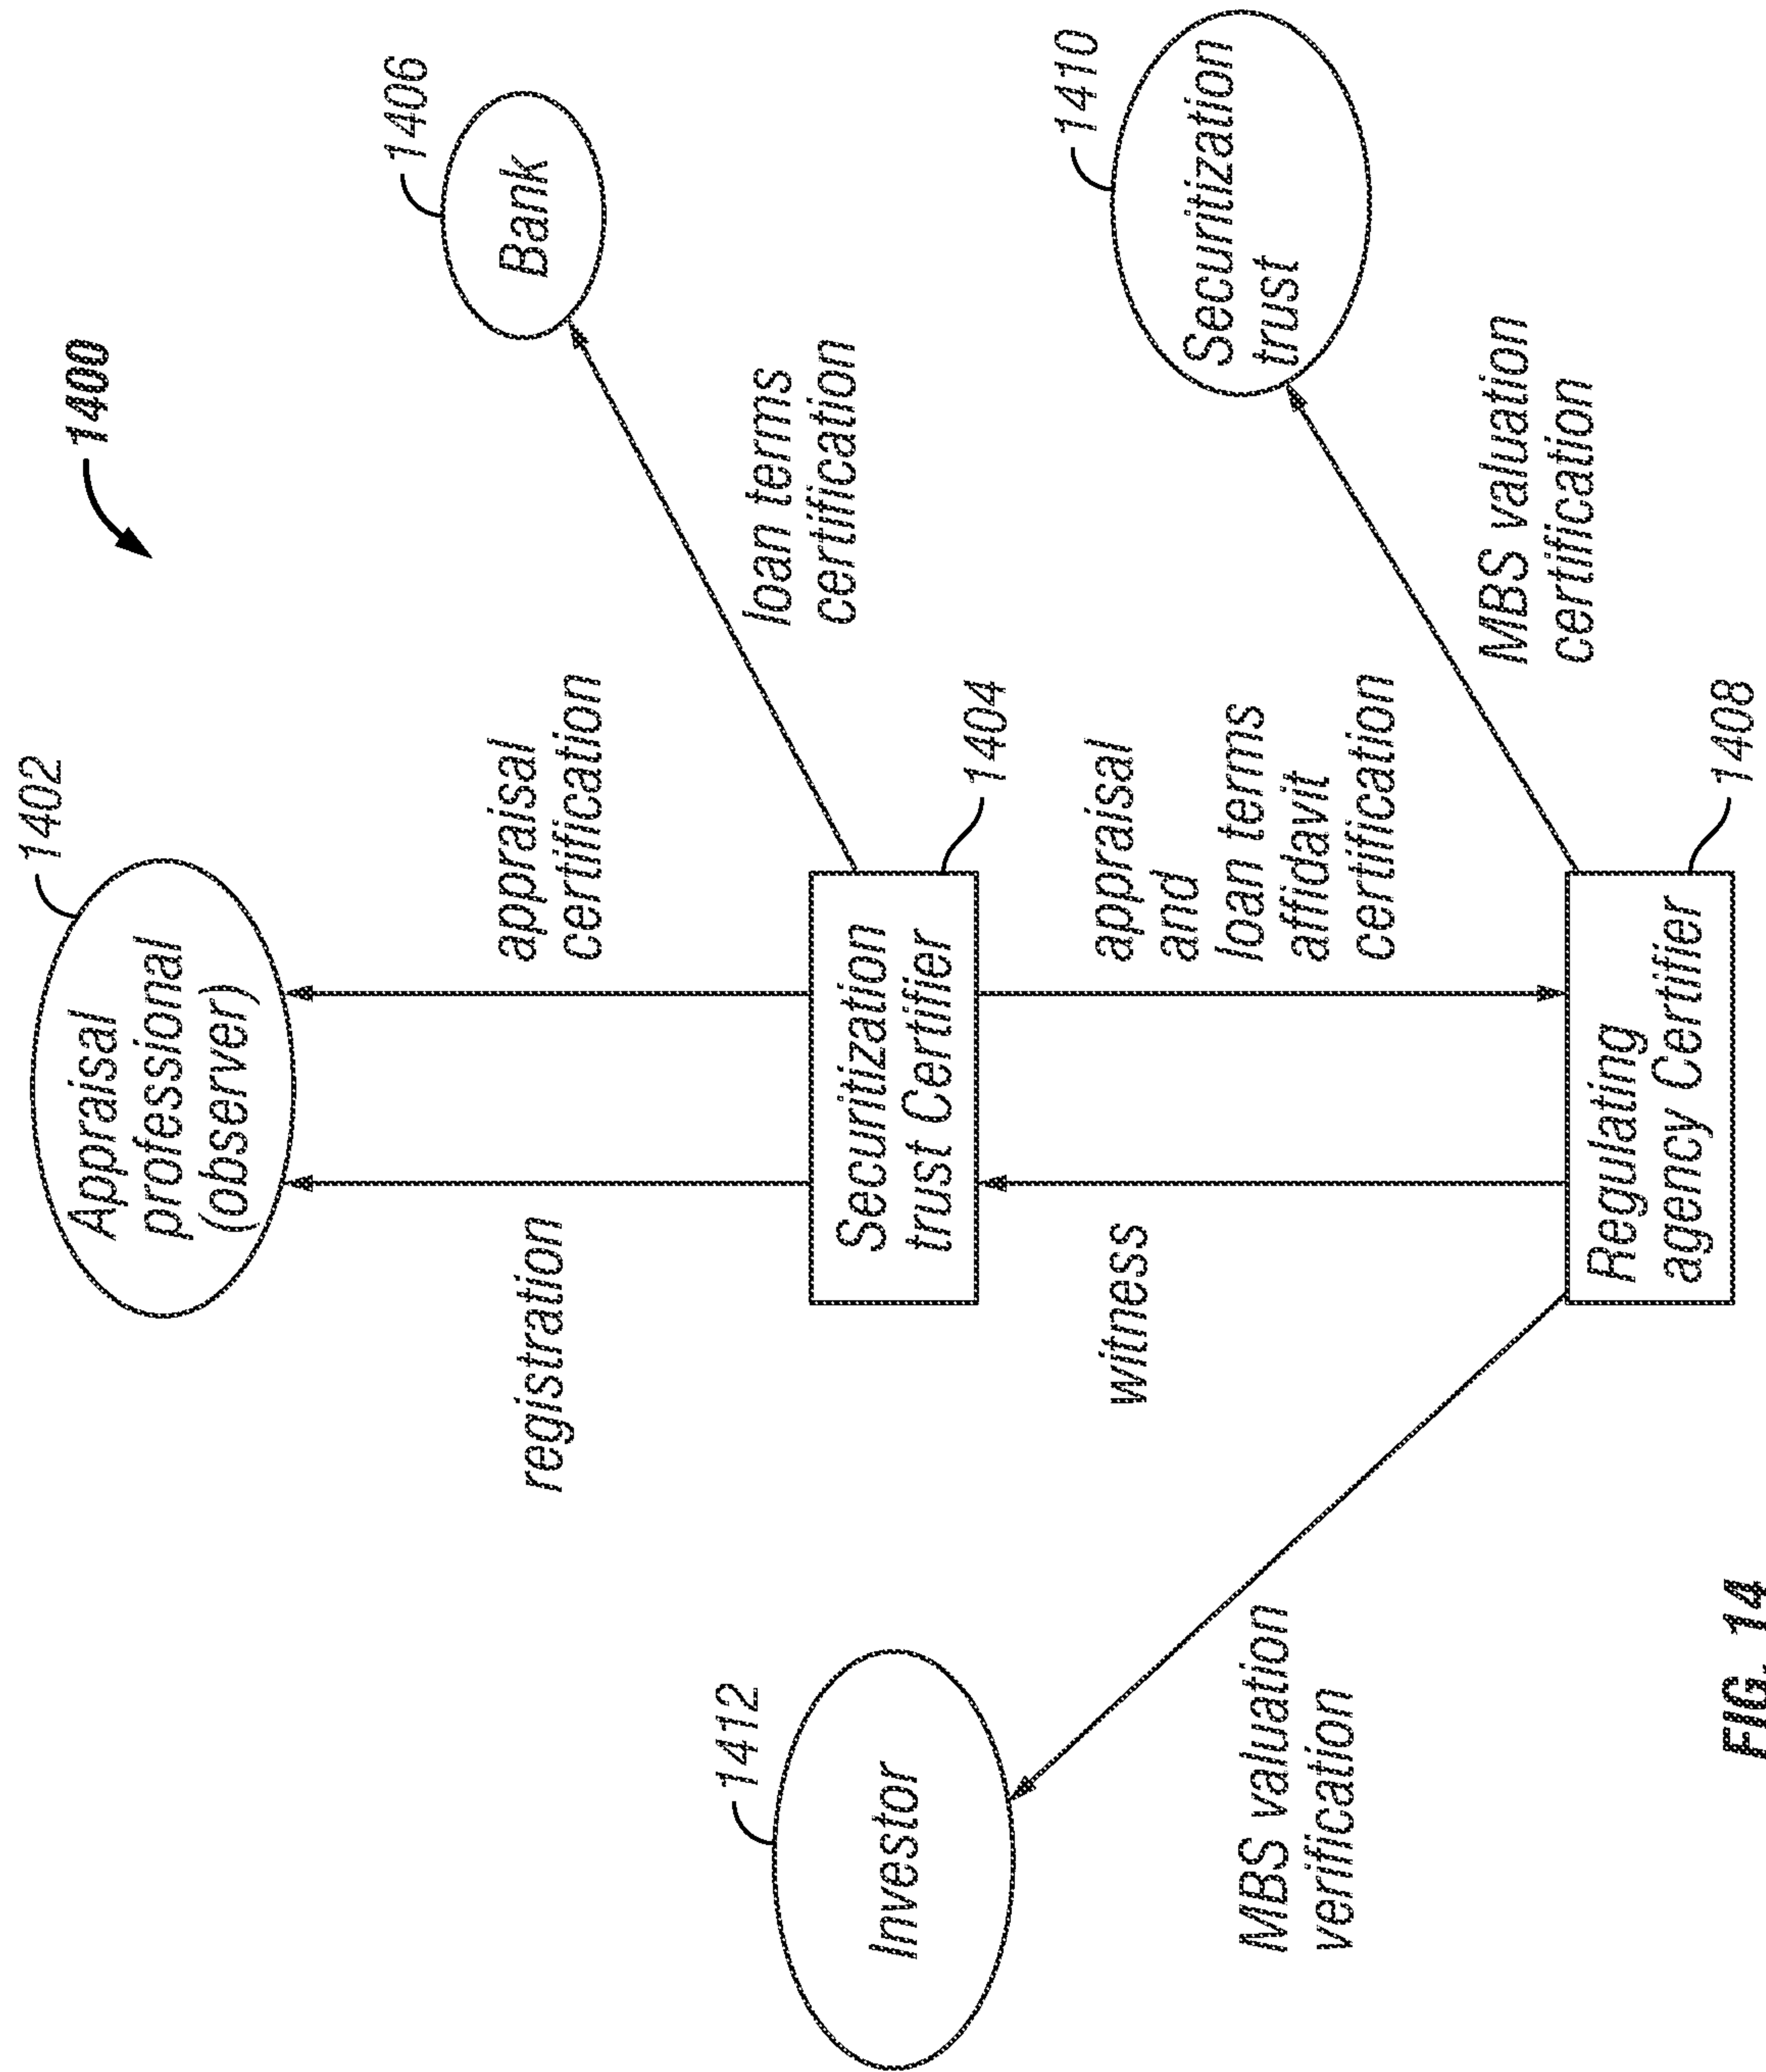 1400
1402
Appraisal
professional
(observer)
registration
appraisal
certification
1406
Bank
loan terms
certification
Securitization
trust Certifier
1404
1412
Investor
witness
appraisal
and
loan terms
affidavit
certification
1410
Securitization
trust
MBS valuation
verification
MBS valuation
certification
Regulating
agency Certifier
1408
FIG. 14